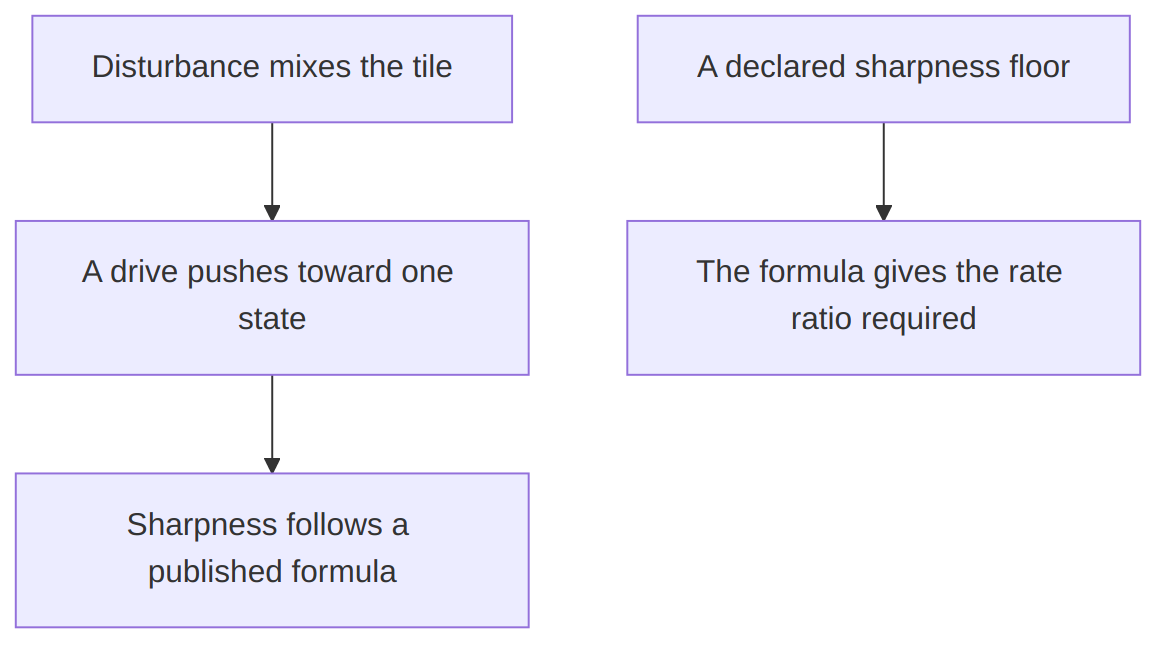 Disturbance mixes the tile
A drive pushes toward one
state
Sharpness follows a
published formula
A declared sharpness floor
The formula gives the rate
ratio required